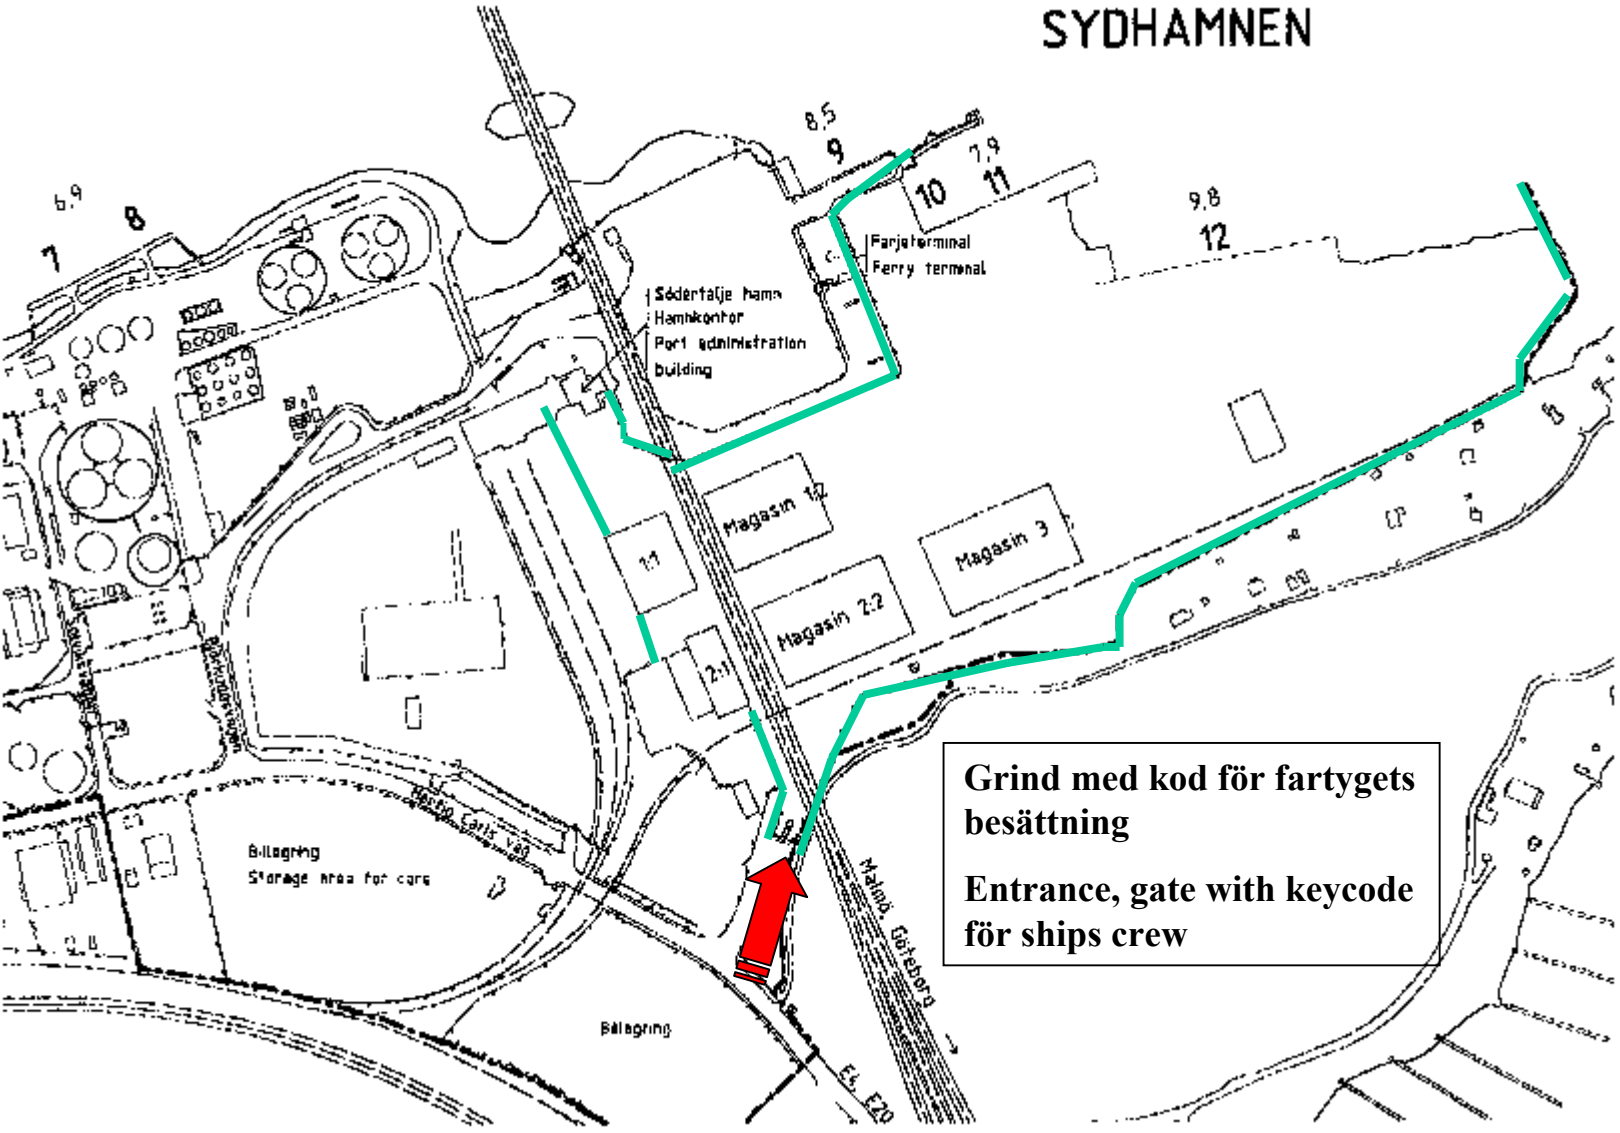 SYDHAMNEN
8,5
9
7,9
10
11
6,9
8
7
9,8
12
Färjeterminal
Ferry terminal
Södertälje hamn
Hamnkontor
Port administration
building
Magasin 1:2
1:1
Magasin 3
Magasin 2:2
2:1
Grind med kod för fartygets
besättning
Entrance, gate with keycode
för ships crew
Billagring
Storage area for cars
Malmö, Göteborg
Billagring
E4, E20